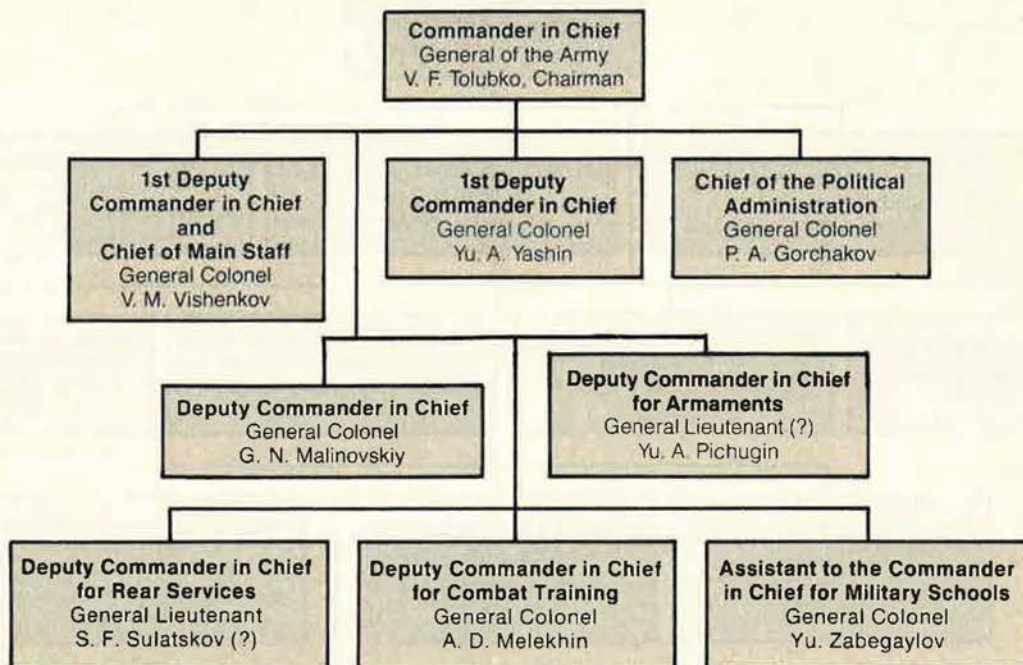 Commander in Chief
General of the Army
V. F. Tolubko, Chairman
1st Deputy
Commander in Chief
and
Chief of Main Staff
General Colonel
V. M. Vishenkov
1st Deputy
Commander in Chief
General Colonel
Yu. A. Yashin
Chief of the Political
Administration
General Colonel
P. A. Gorchakov
Deputy Commander in Chief
General Colonel
G. N. Malinovskiy
Deputy Commander in Chief
for Armaments
General Lieutenant (?)
Yu. A. Pichugin
Deputy Commander in Chief
for Rear Services
General Lieutenant
S. F. Sulatskov (?)
Deputy Commander in Chief
for Combat Training
General Colonel
A. D. Melekhin
Assistant to the Commander
in Chief for Military Schools
General Colonel
Yu. Zabegaylov